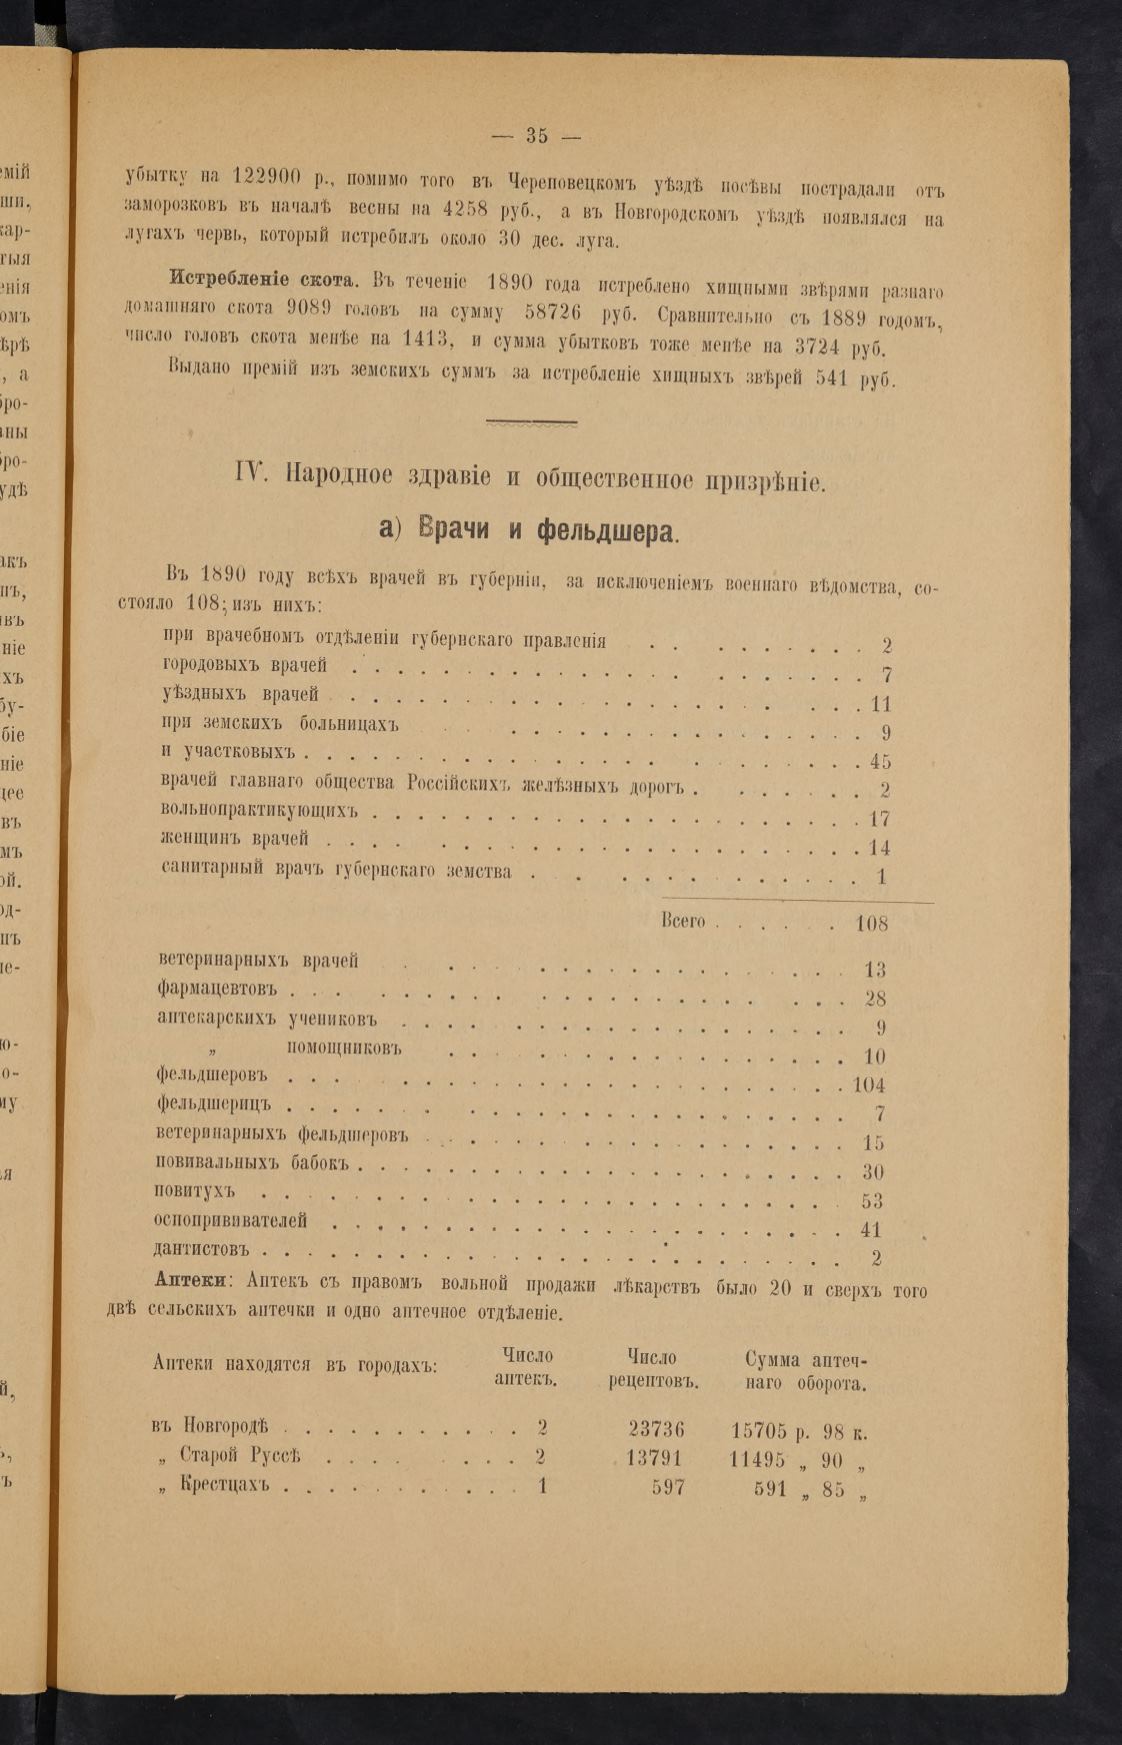 — 35 —
убытку на 122900 р., помимо того въ Череповецкомъ уѣздѣ посѣвы пострадали отъ
заморозковъ въ началѣ весны на 4258 руб., а въ Новгородскомъ уѣздѣ появлялся на
лугахъ червь, который истребилъ около 30 дес. луга.
Истребленіе скота. Въ теченіе 1890 года истреблено хищными звѣрями разнаго
домашняго скота 9089 головъ на сумму 58726 руб. Сравнительно съ 1889 годомъ,
число головъ скота менѣе на 1413, и сумма убытковъ тоже менѣе на 3724 руб.
Выдано премій изъ земскихъ суммъ за истребленіе хищныхъ звѣрей 541 руб.
IV. Народное здравіе и общественное призрѣніе.
а) Врачи и фельдшера.
Въ 1890 году всѣхъ врачей въ губерніи, за исключеніемъ военнаго вѣдомства, со-
стояло 108; изъ нихъ:
при врачебномъ отдѣленіи губернскаго правленія . . . . . . . . . 2
городовыхъ врачей . . . . . . . . . . . . . . . . . . . . . 7
уѣздныхъ врачей . . . . . . . . . . . . . . . . . . . . . 11
при земскихъ больницахъ . . . . . . . . . . . . . . . . 9
и участковыхъ . . . . . . . . . . . . . . . . . . . . . . 45
врачей главнаго общества Россійскихъ желѣзныхъ дорогъ . . . . . . . 2
вольнопрактикующихъ . . . . . . . . . . . . . . . . . . . . . 17
женщинъ врачей . . . . . . . . . . . . . . . . . . . . . . 14
санитарный врачъ губернскаго земства . . . . . . . . . . . . 1
Всего . . . . . . 108
ветеринарныхъ врачей . . . . . . . . . . . . . . . . 13
фармацевтовъ . . . . . . . . . . . . . . . . . . . . . 28
аптекарскихъ учениковъ . . . . . . . . . . . . . . . . . . 9
„ помощниковъ . . . . . . . . . . . . . . . . 10
фельдшеровъ . . . . . . . . . . . . . . . . . . . . . . 104
фельдшерицъ . . . . . . . . . . . . . . . . . . . . . . . 7
ветеринарныхъ фельдшеровъ . . . . . . . . . . . . . . . . . 15
повивальныхъ бабокъ . . . . . . . . . . . . . . . . . . . . . 30
повитухъ . . . . . . . . . . . . . . . . . . . . . . . . 53
оспопрививателей . . . . . . . . . . . . . . . . . . . . . . 41
дантистовъ . . . . . . . . . . . . . . . . . . . . . . . . 2
Аптеки: Аптекъ съ правомъ вольной продажи лѣкарствъ было 20 и сверхъ того
двѣ сельскихъ аптечки и одно аптечное отдѣленіе.
Аптеки находятся въ городахъ: Число аптекъ. Число рецептовъ. Сумма аптеч-наго оборота.
въ Новгородѣ . . . . . . . . . . . 2 23736 15705 р. 98 к.
„ Старой Руссѣ . . . . . . . . 2 13791 11495 „ 90 „
„ Крестцахъ . . . . . . . . . . . 1 597 591 „ 85 „